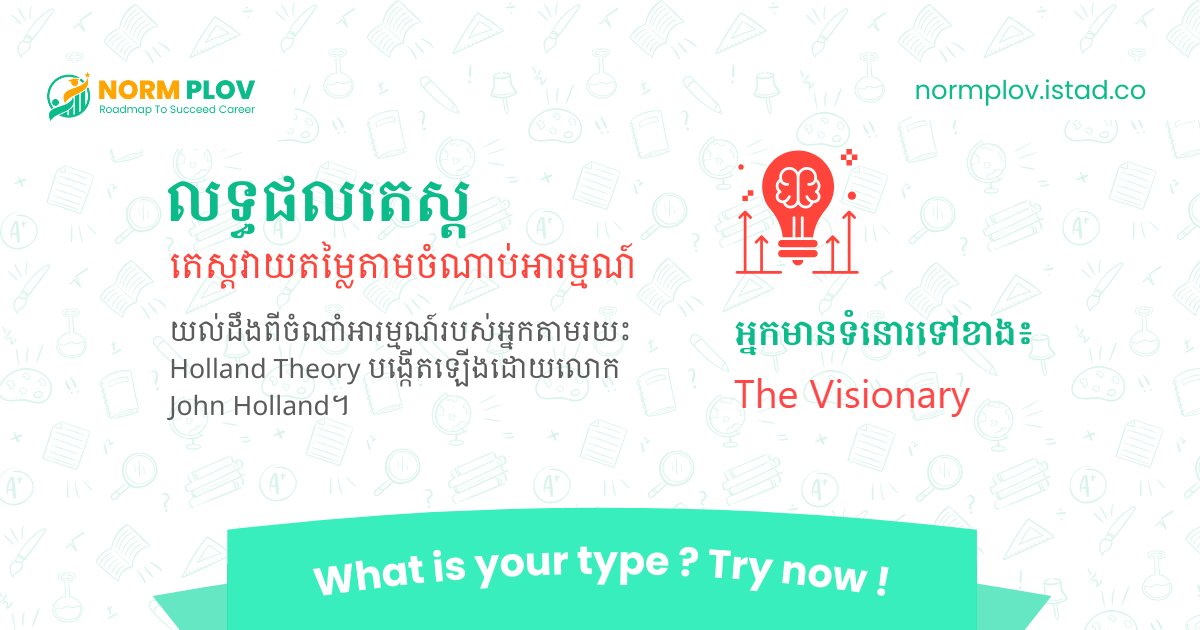 NORM PLOV
Roadmap To Succeed Career
normplov.istad.co
លទ្ធផលតេស្ត
តេស្តវាយតម្លៃតាមចំណាប់អារម្មណ៍
យល់ដឹងពីចំណាំអារម្មណ៍របស់អ្នកតាមរយៈ
Holland Theory បង្កើតឡើងដោយលោក
John Holland។
អ្នកមានទំនោរទៅខាង៖
The Visionary
What is your type ? Try now !